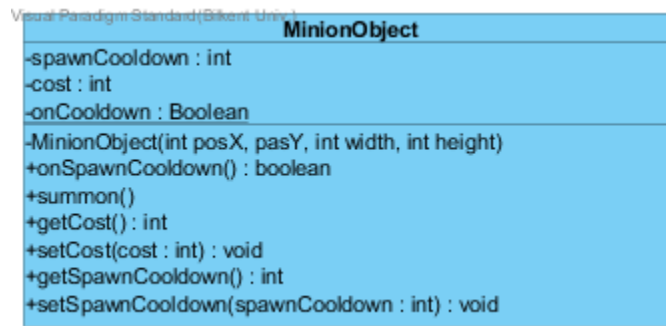 Visual Paradigm Standard(Bilkent Univ.)
MinionObject
-spawnCooldown : int
-cost : int
-onCooldown : Boolean
-MinionObject(int posX, pasY, int width, int height)
+onSpawnCooldown() : boolean
+summon()
+getCost() : int
+setCost(cost : int) : void
+getSpawnCooldown() : int
+setSpawnCooldown(spawnCooldown : int) : void